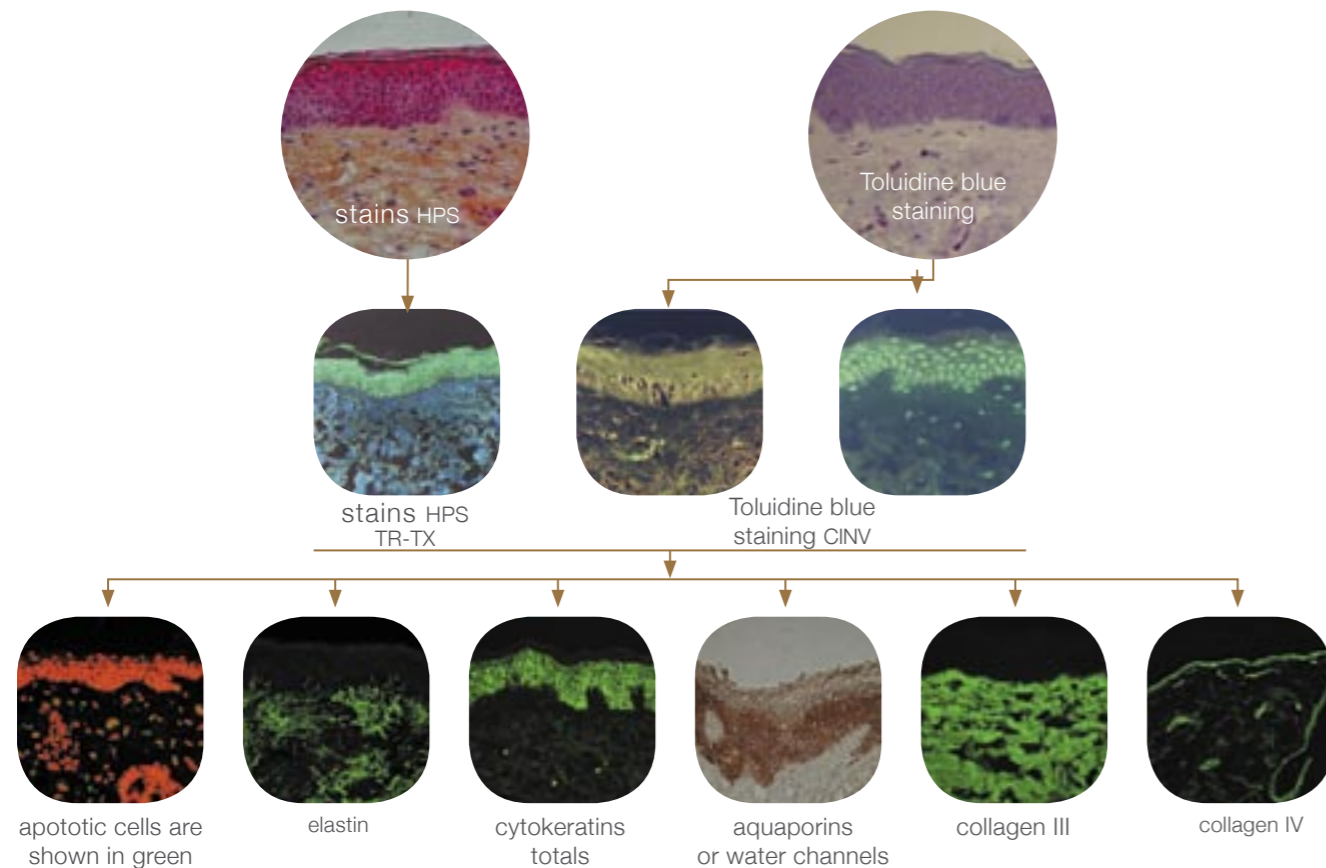 stains HPS
Toluidine blue
staining
stains HPS
TR-TX
Toluidine blue
staining CINV
apototic cells are
shown in green
elastin
cytokeratins
totals
aquaporins
or water channels
collagen III
collagen IV